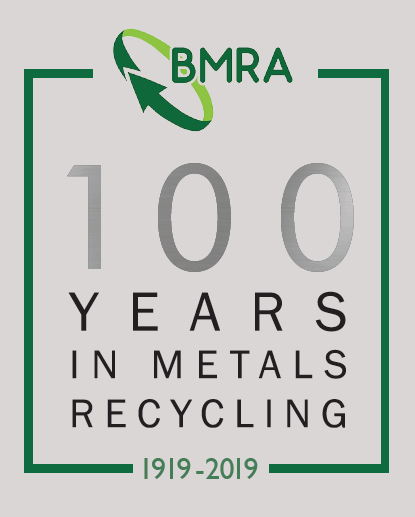 BMRA
100
YEARS
IN METALS
RECYCLING
1919-2019